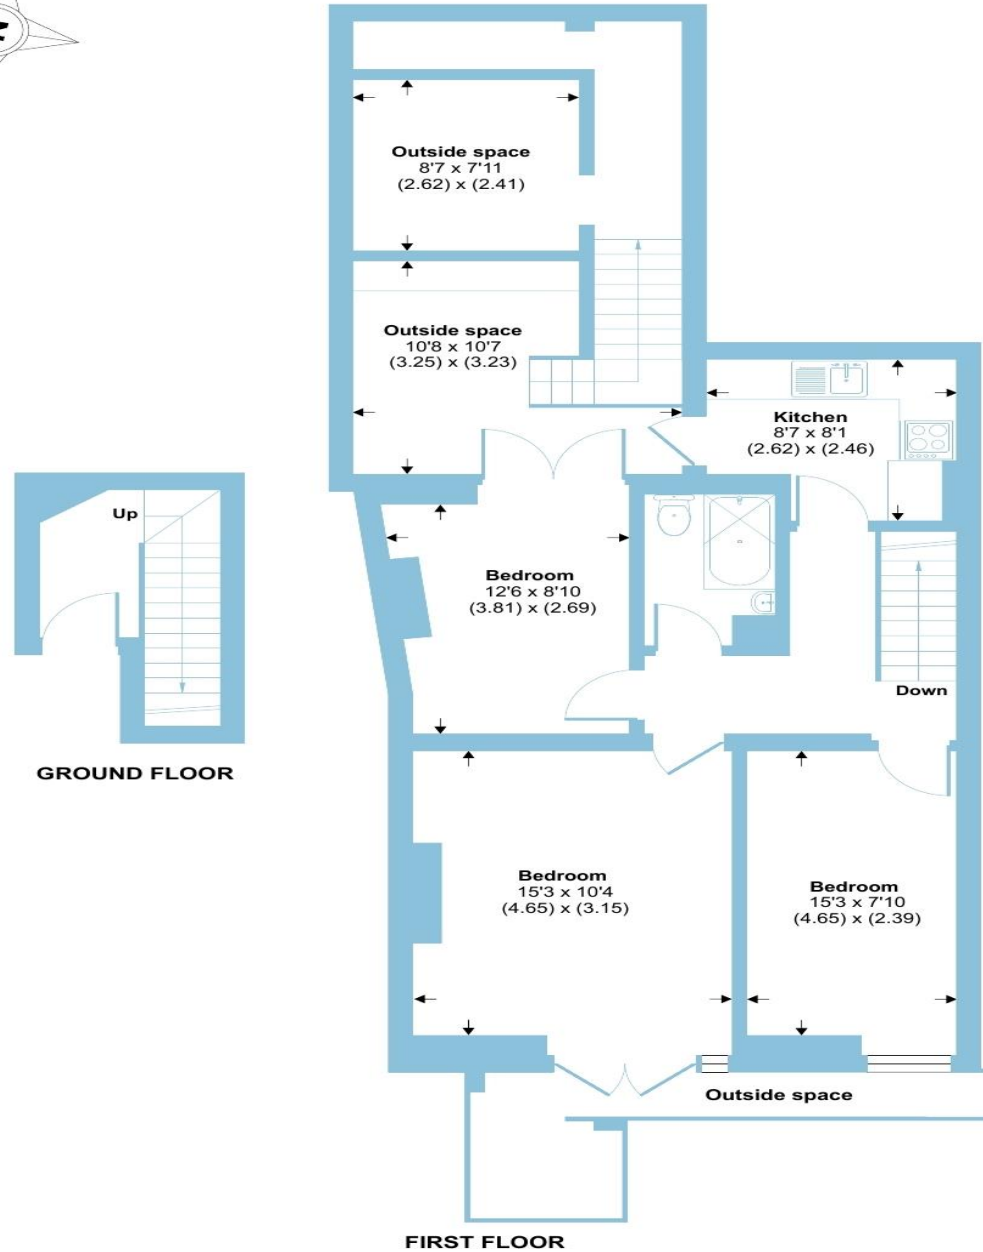 Outside space
8'7 x 7'11
(2.62) x (2.41)
Outside space
10'8 x 10'7
(3.25) x (3.23)
Kitchen
8'7 x 8'1
(2.62) x (2.46)
Up
Bedroom
12'6 x 8'10
(3.81) x (2.69)
Down
GROUND FLOOR
Bedroom
15'3 x 10'4
(4.65) x (3.15)
Bedroom
15'3 x 7'10
(4.65) x (2.39)
Outside space
FIRST FLOOR